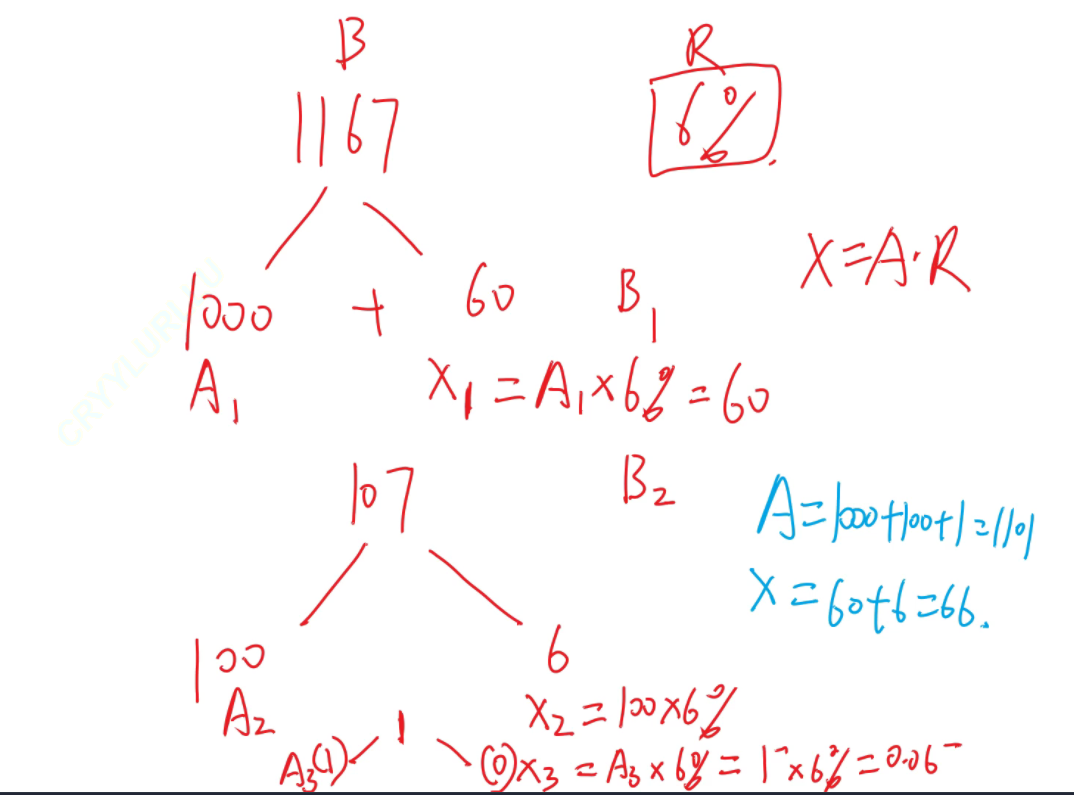 B
R
1167
6%
1000 + 60 B₁
X=A·R
A₁ X₁ = A₁×6% = 60
107 B₂
A=1000+100+1=1101
X=60+6=66.
100 6
A₂ 1 X₂ = 100×6%
A₃(1) (0)X₃ = A₃×6% = 1⁻×6% = 0.06⁻